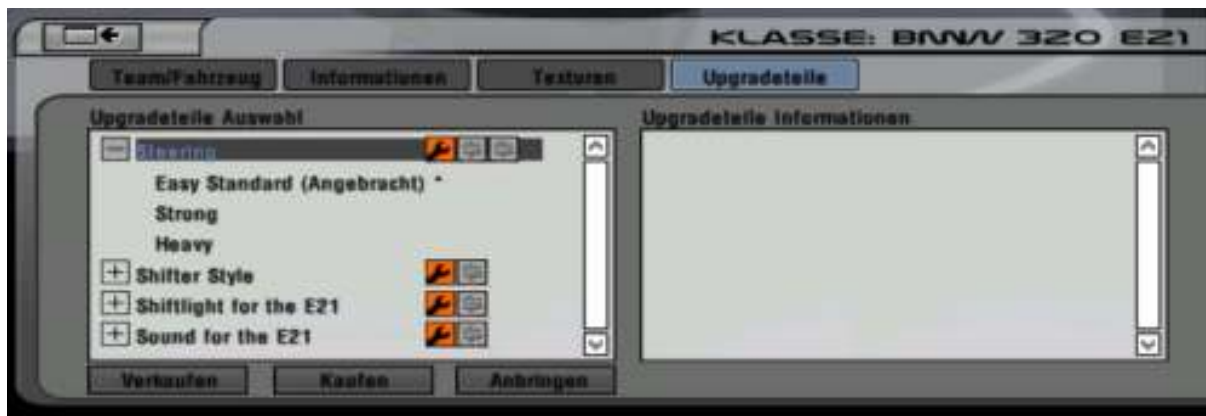 KLASSE: BMW 320 E21
Team/Fahrzeug Informationen Texturen Upgradeteile
Upgradeteile Auswahl
Upgradeteile Informationen
Steering
Easy Standard (Angebracht) *
Strong
Heavy
Shifter Style
Shiftlight for the E21
Sound for the E21
Verkaufen Kaufen Anbringen